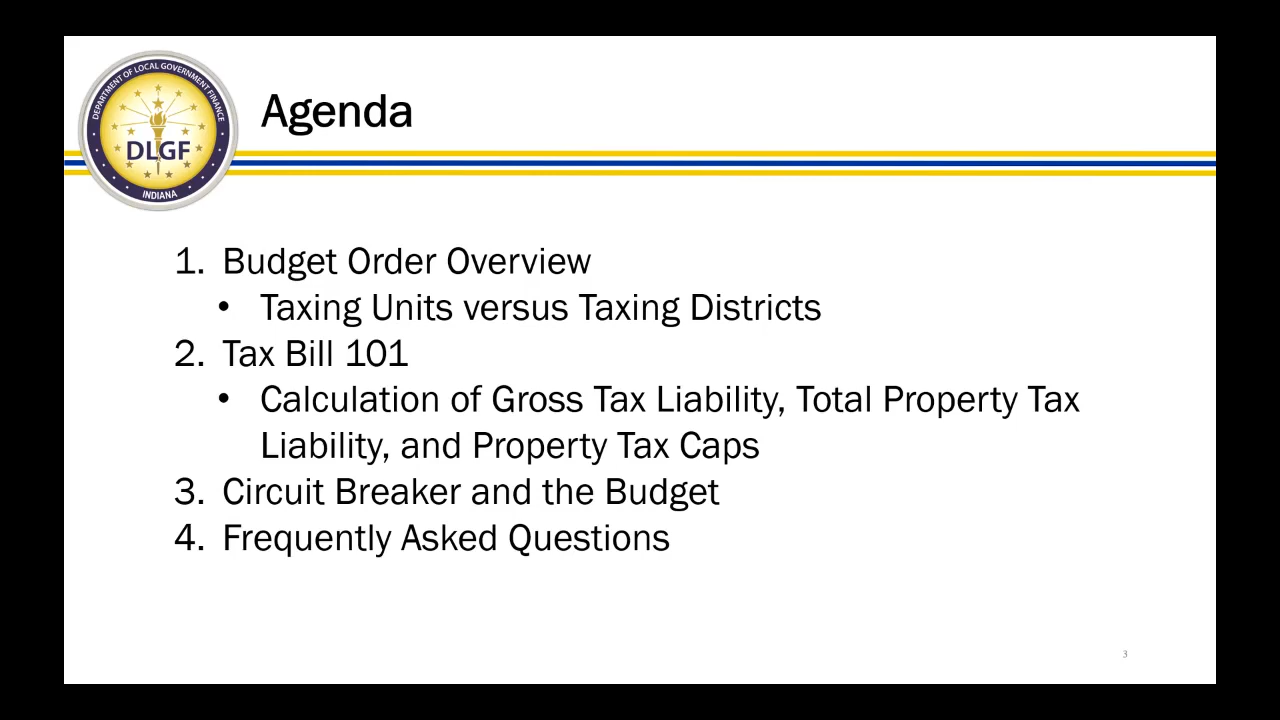 DEPARTMENT OF LOCAL GOVERNMENT FINANCE
DLGF
INDIANA
Agenda
1. Budget Order Overview
• Taxing Units versus Taxing Districts
2. Tax Bill 101
• Calculation of Gross Tax Liability, Total Property Tax
Liability, and Property Tax Caps
3. Circuit Breaker and the Budget
4. Frequently Asked Questions
3